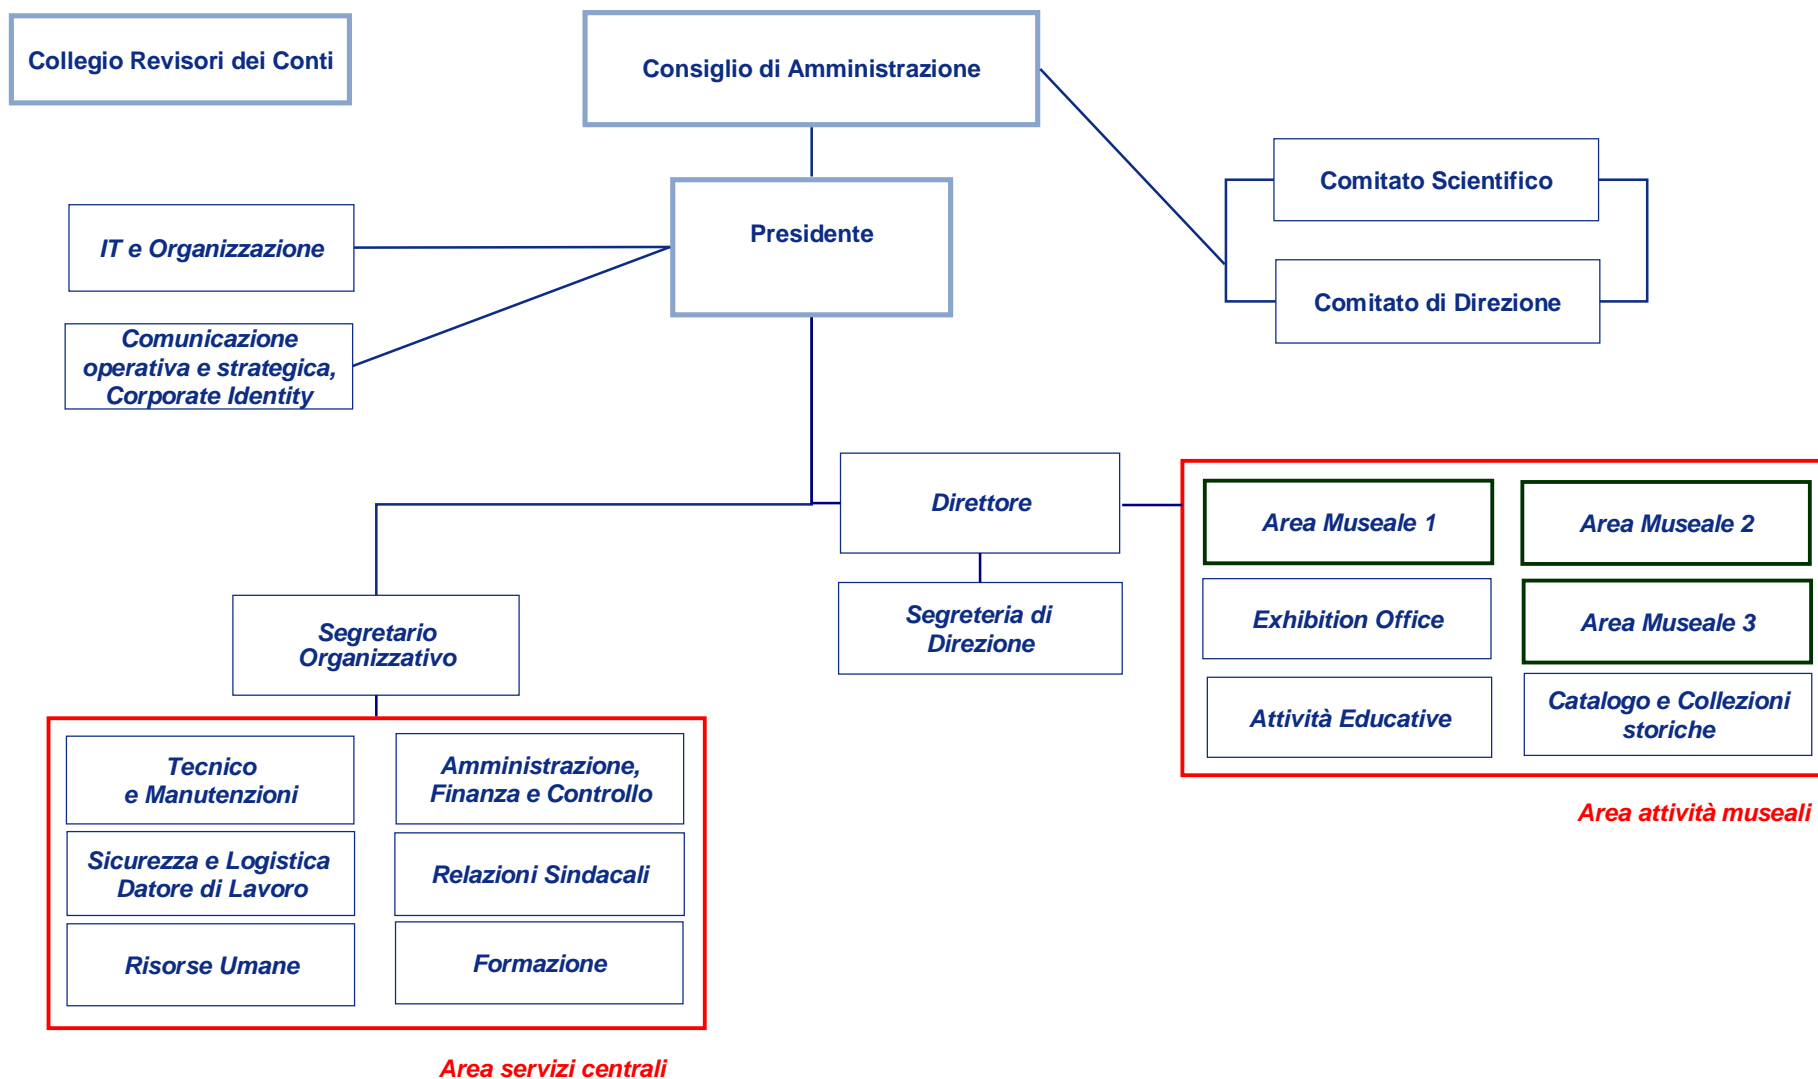 Collegio Revisori dei Conti
Consiglio di Amministrazione
Comitato Scientifico
Presidente
IT e Organizzazione
Comitato di Direzione
Comunicazione
operativa e strategica,
Corporate Identity
Direttore
Area Museale 1
Area Museale 2
Segreteria di
Direzione
Exhibition Office
Area Museale 3
Segretario
Organizzativo
Attività Educative
Catalogo e Collezioni
storiche
Tecnico
e Manutenzioni
Amministrazione,
Finanza e Controllo
Area attività museali
Sicurezza e Logistica
Datore di Lavoro
Relazioni Sindacali
Risorse Umane
Formazione
Area servizi centrali